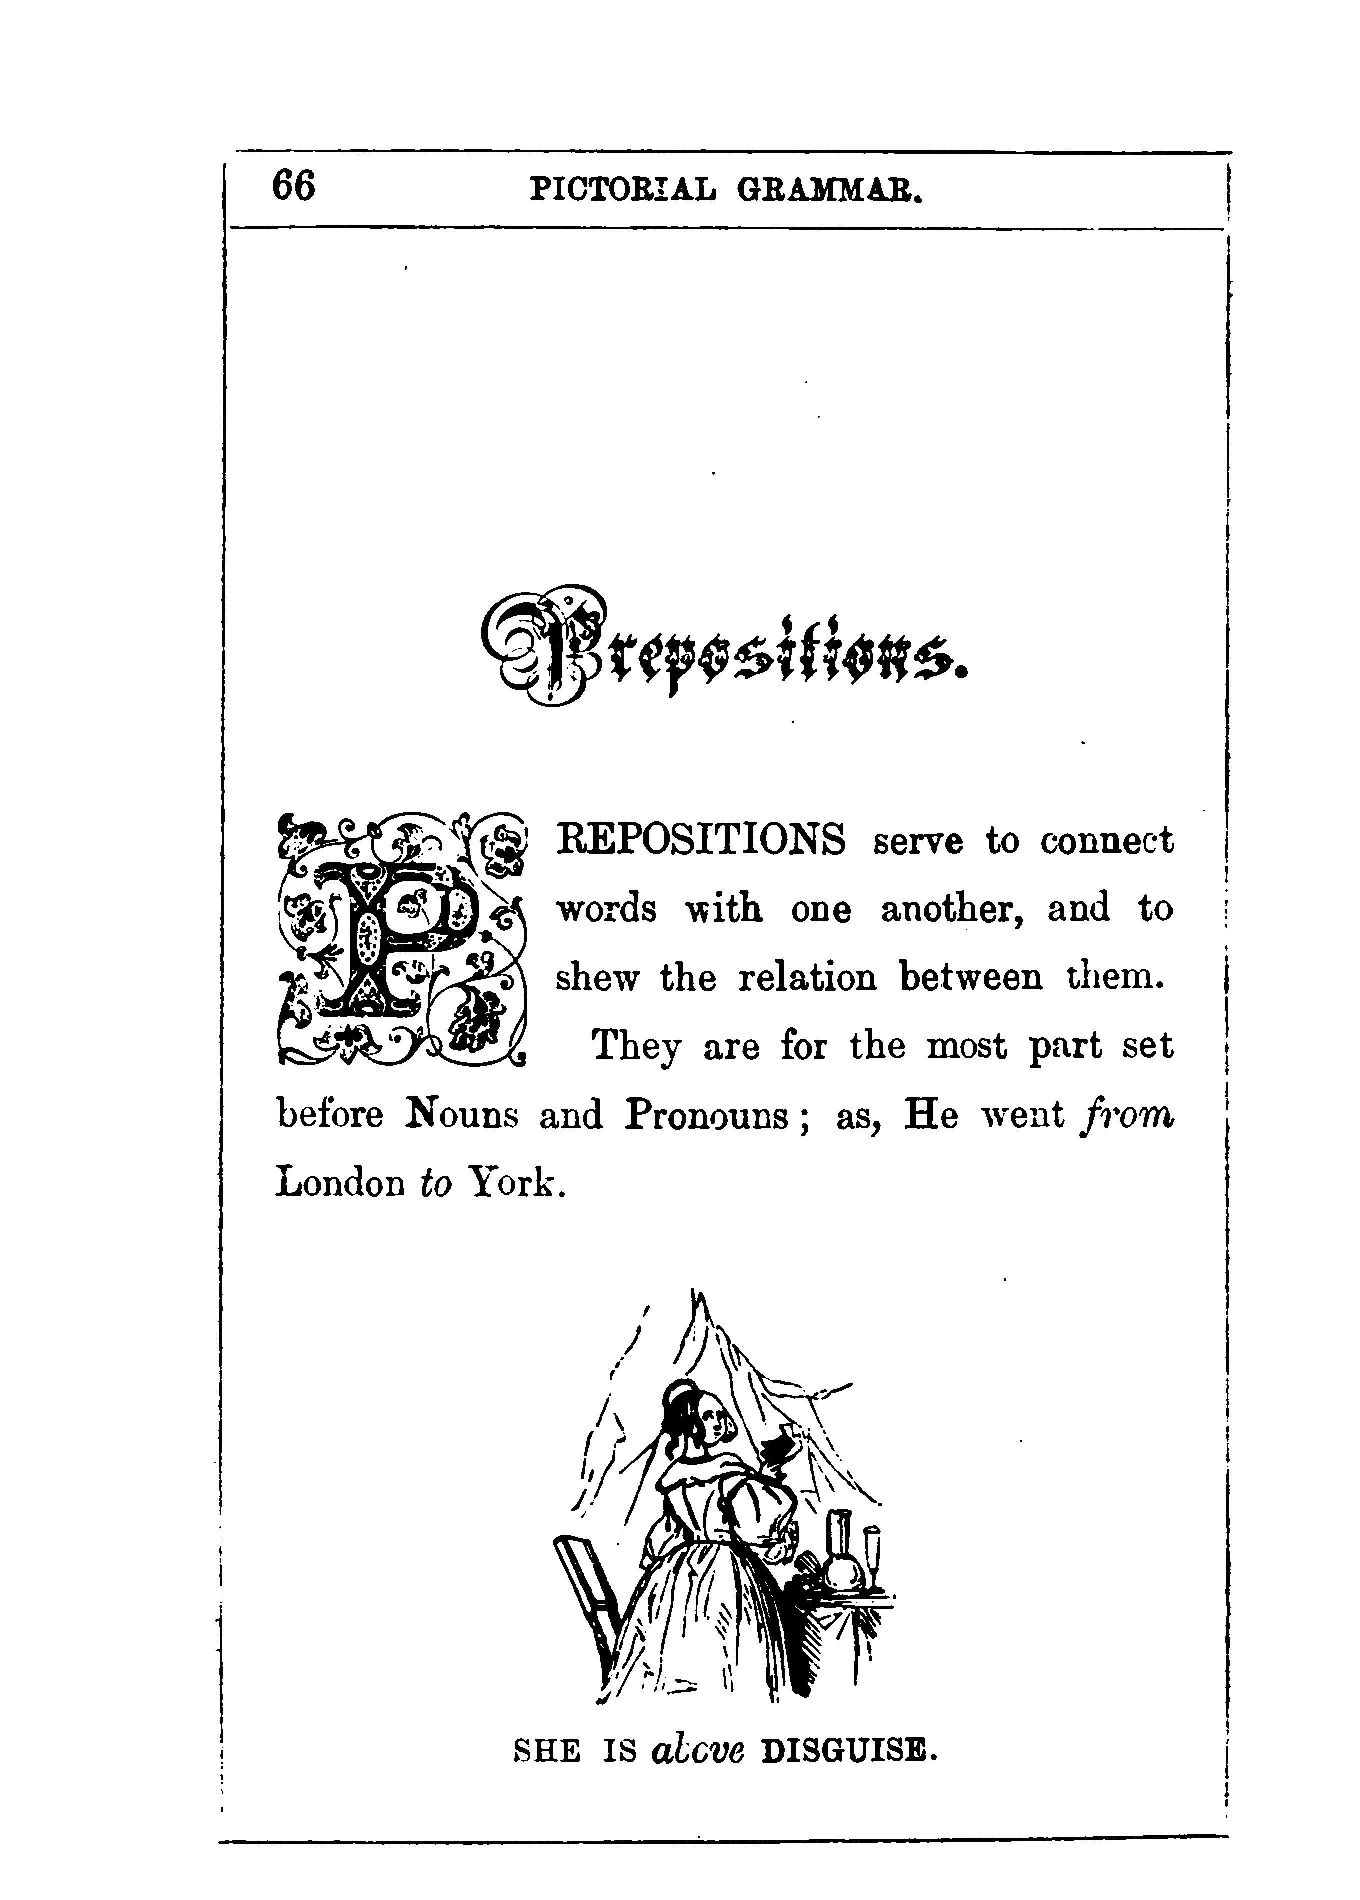 66 PICTORIAL GRAMMAR.
Prepositions.
PREPOSITIONS serve to connect
words with one another, and to
shew the relation between them.
They are for the most part set
before Nouns and Pronouns; as, He went from
London to York.
SHE IS above DISGUISE.